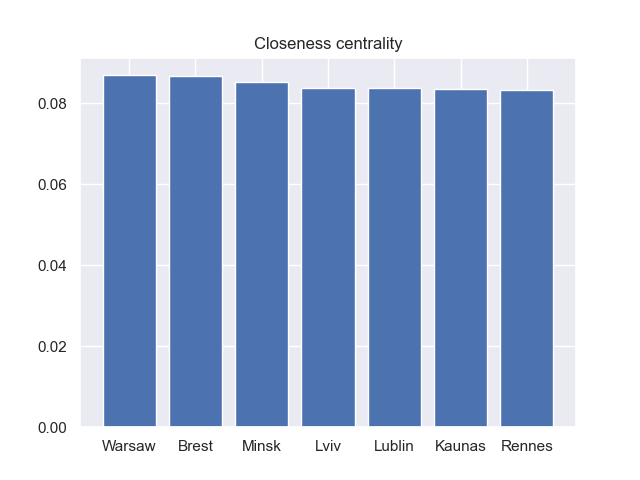 Closeness centrality
0.08
0.06
0.04
0.02
0.00
Warsaw Brest Minsk Lviv Lublin Kaunas Rennes